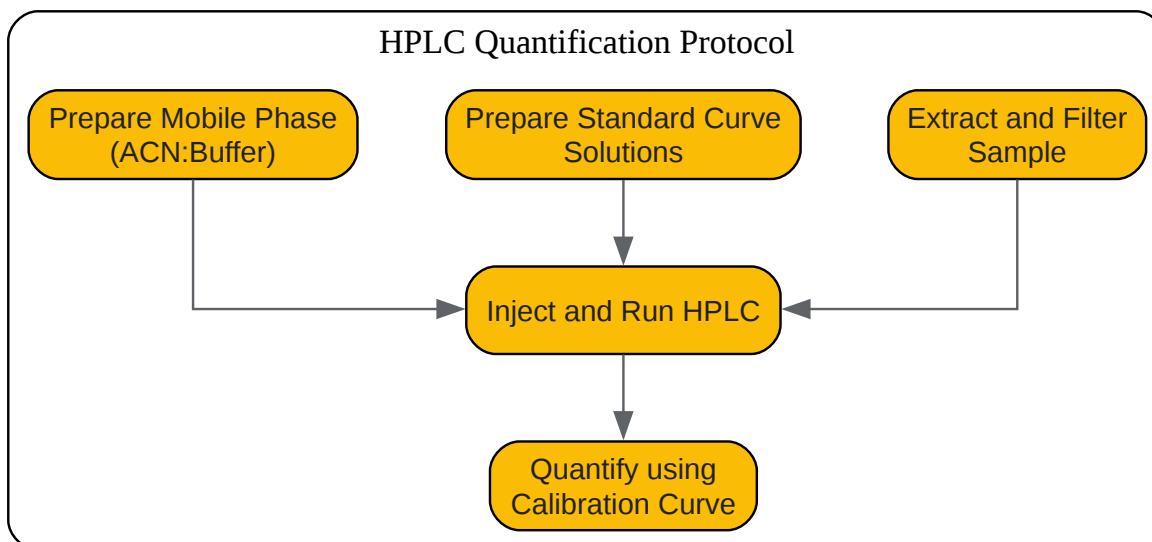 HPLC Quantification Protocol
Prepare Mobile Phase
(ACN:Buffer)
Prepare Standard Curve
Solutions
Extract and Filter
Sample
Inject and Run HPLC
Quantify using
Calibration Curve